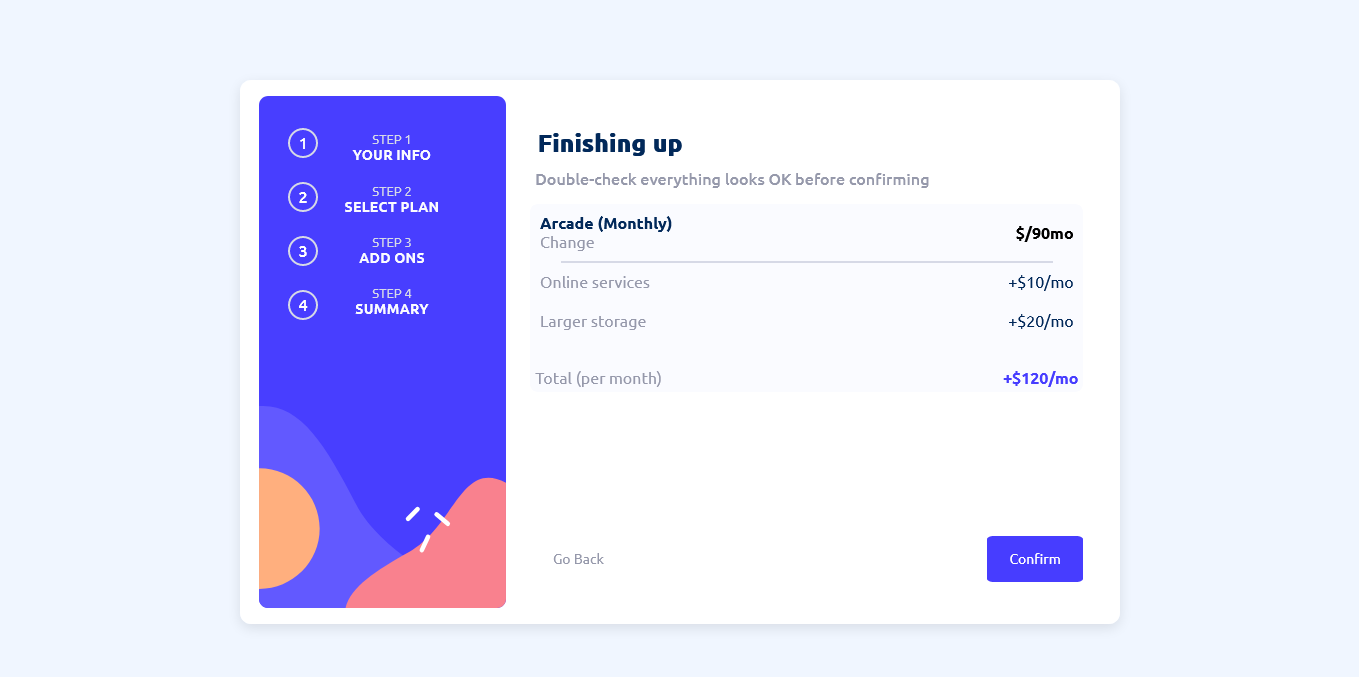 1
STEP 1
YOUR INFO
2
STEP 2
SELECT PLAN
3
STEP 3
ADD ONS
4
STEP 4
SUMMARY
Finishing up
Double-check everything looks OK before confirming
Arcade (Monthly)
Change
$/90mo
Online services +$10/mo
Larger storage +$20/mo
Total (per month) +$120/mo
Go Back
Confirm